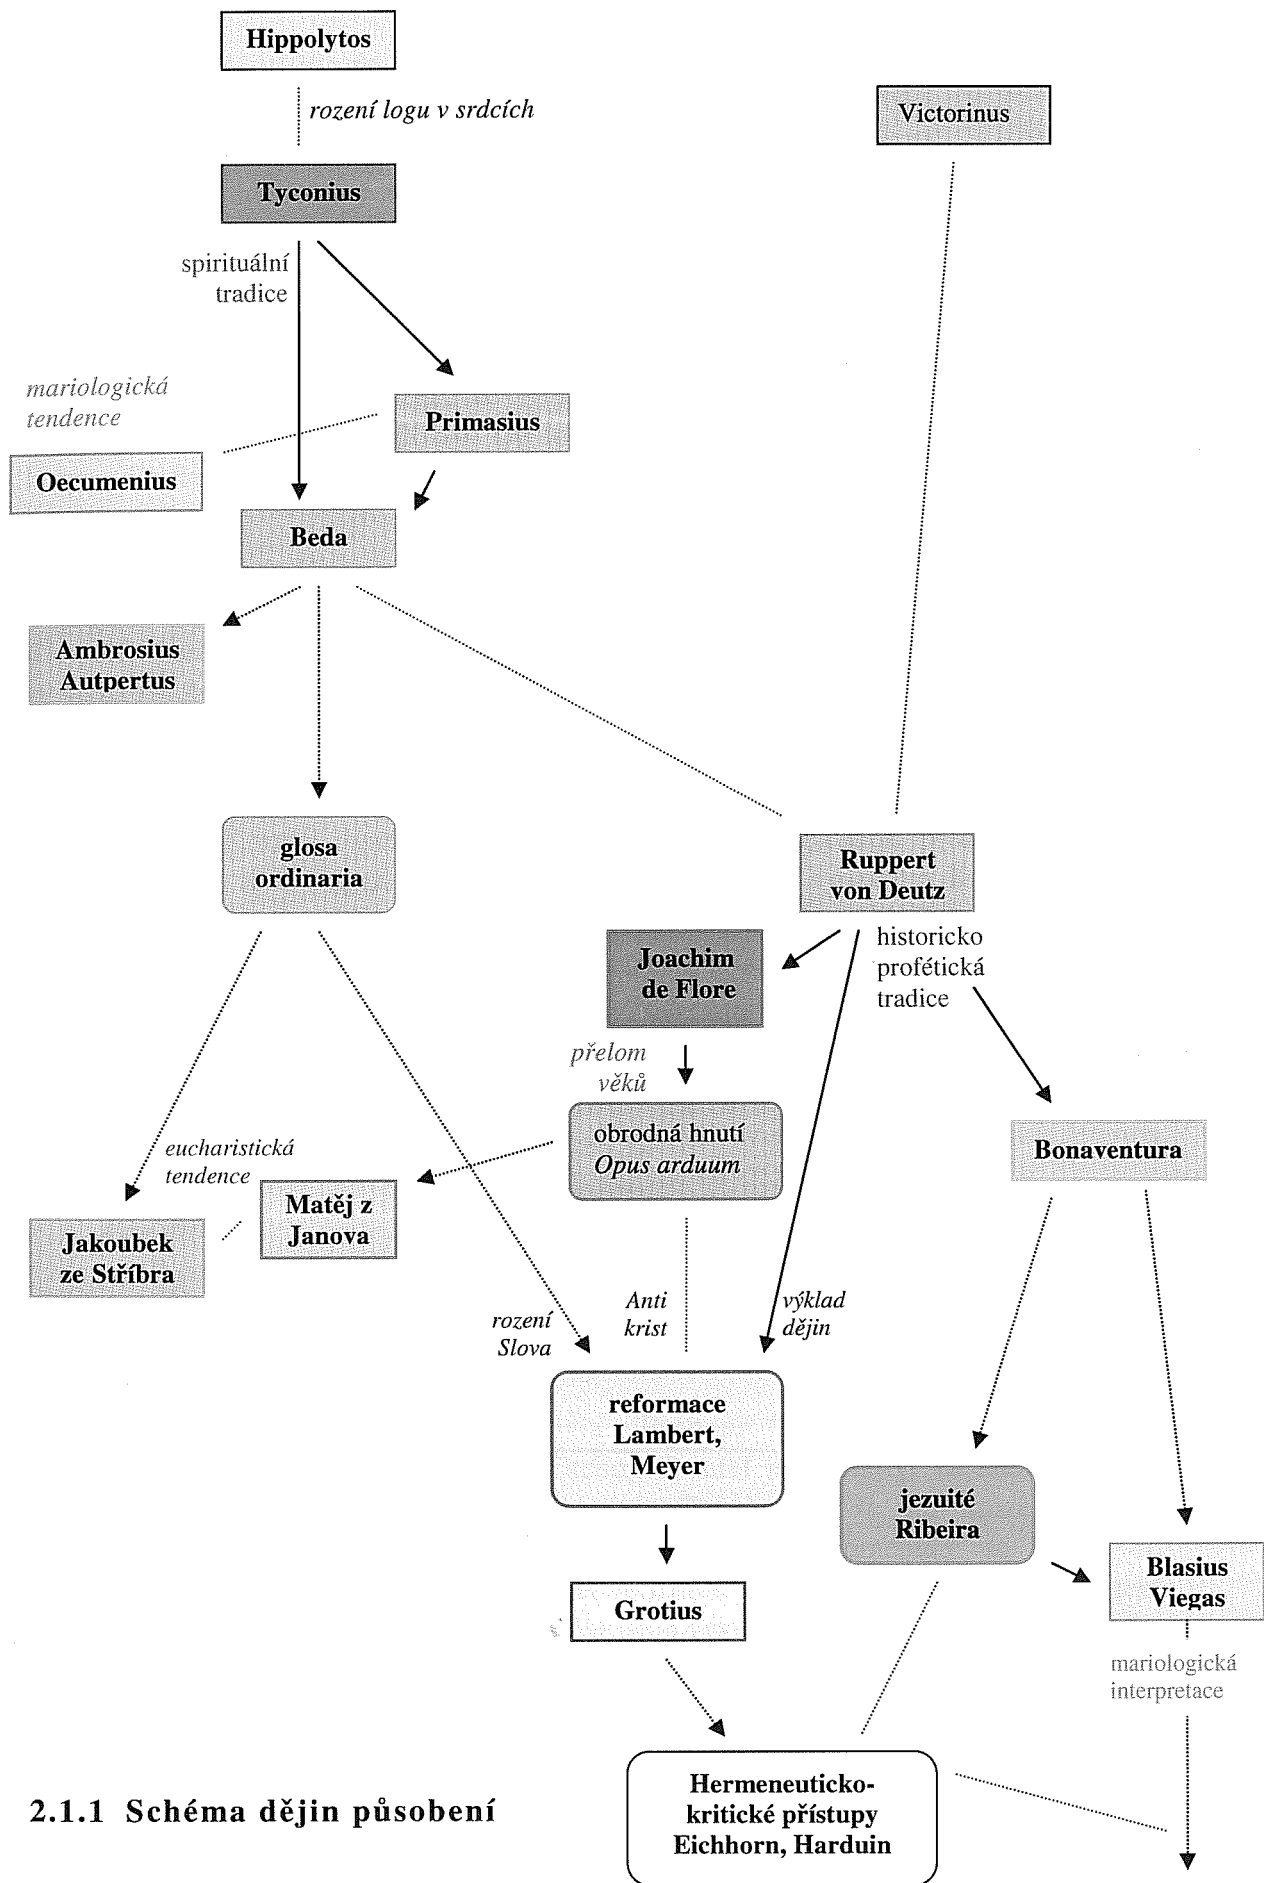 Hippolytos
rození logu v srdcích
Victorinus
Tyconius
spirituální
tradice
mariologická
tendence
Primasius
Oecumenius
Beda
Ambrosius
Autpertus
glosa
ordinaria
Ruppert
von Deutz
Joachim
de Flore
historicko
profétická
tradice
přelom
věků
obrodná hnutí
Opus arduum
Bonaventura
eucharistická
tendence
Matěj z
Janova
Jakoubek
ze Stříbra
rození
Slova
Anti
krist
výklad
dějin
reformace
Lambert,
Meyer
jezuité
Ribeira
Blasius
Viegas
Grotius
mariologická
interpretace
Hermeneuticko-
kritické přístupy
Eichhorn, Harduin
2.1.1 Schéma dějin působení